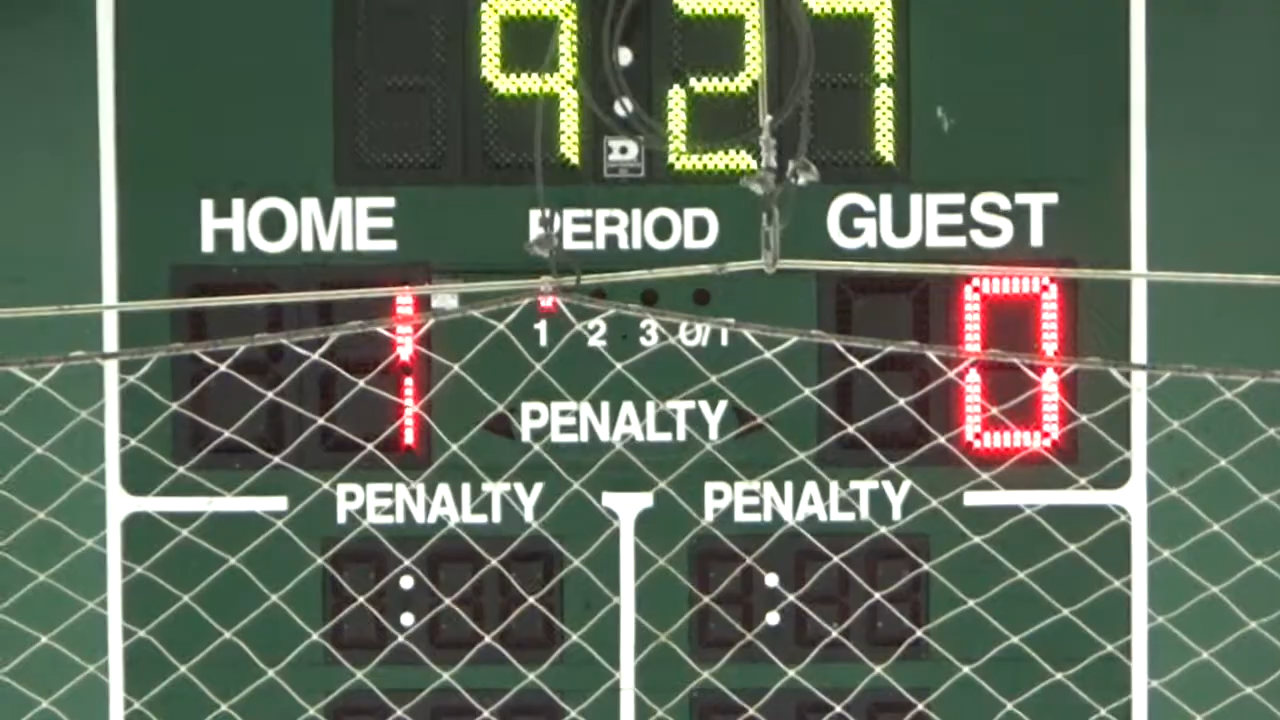 9:27
HOME PERIOD GUEST
1 0
1 2 3 O/T
PENALTY
PENALTY PENALTY